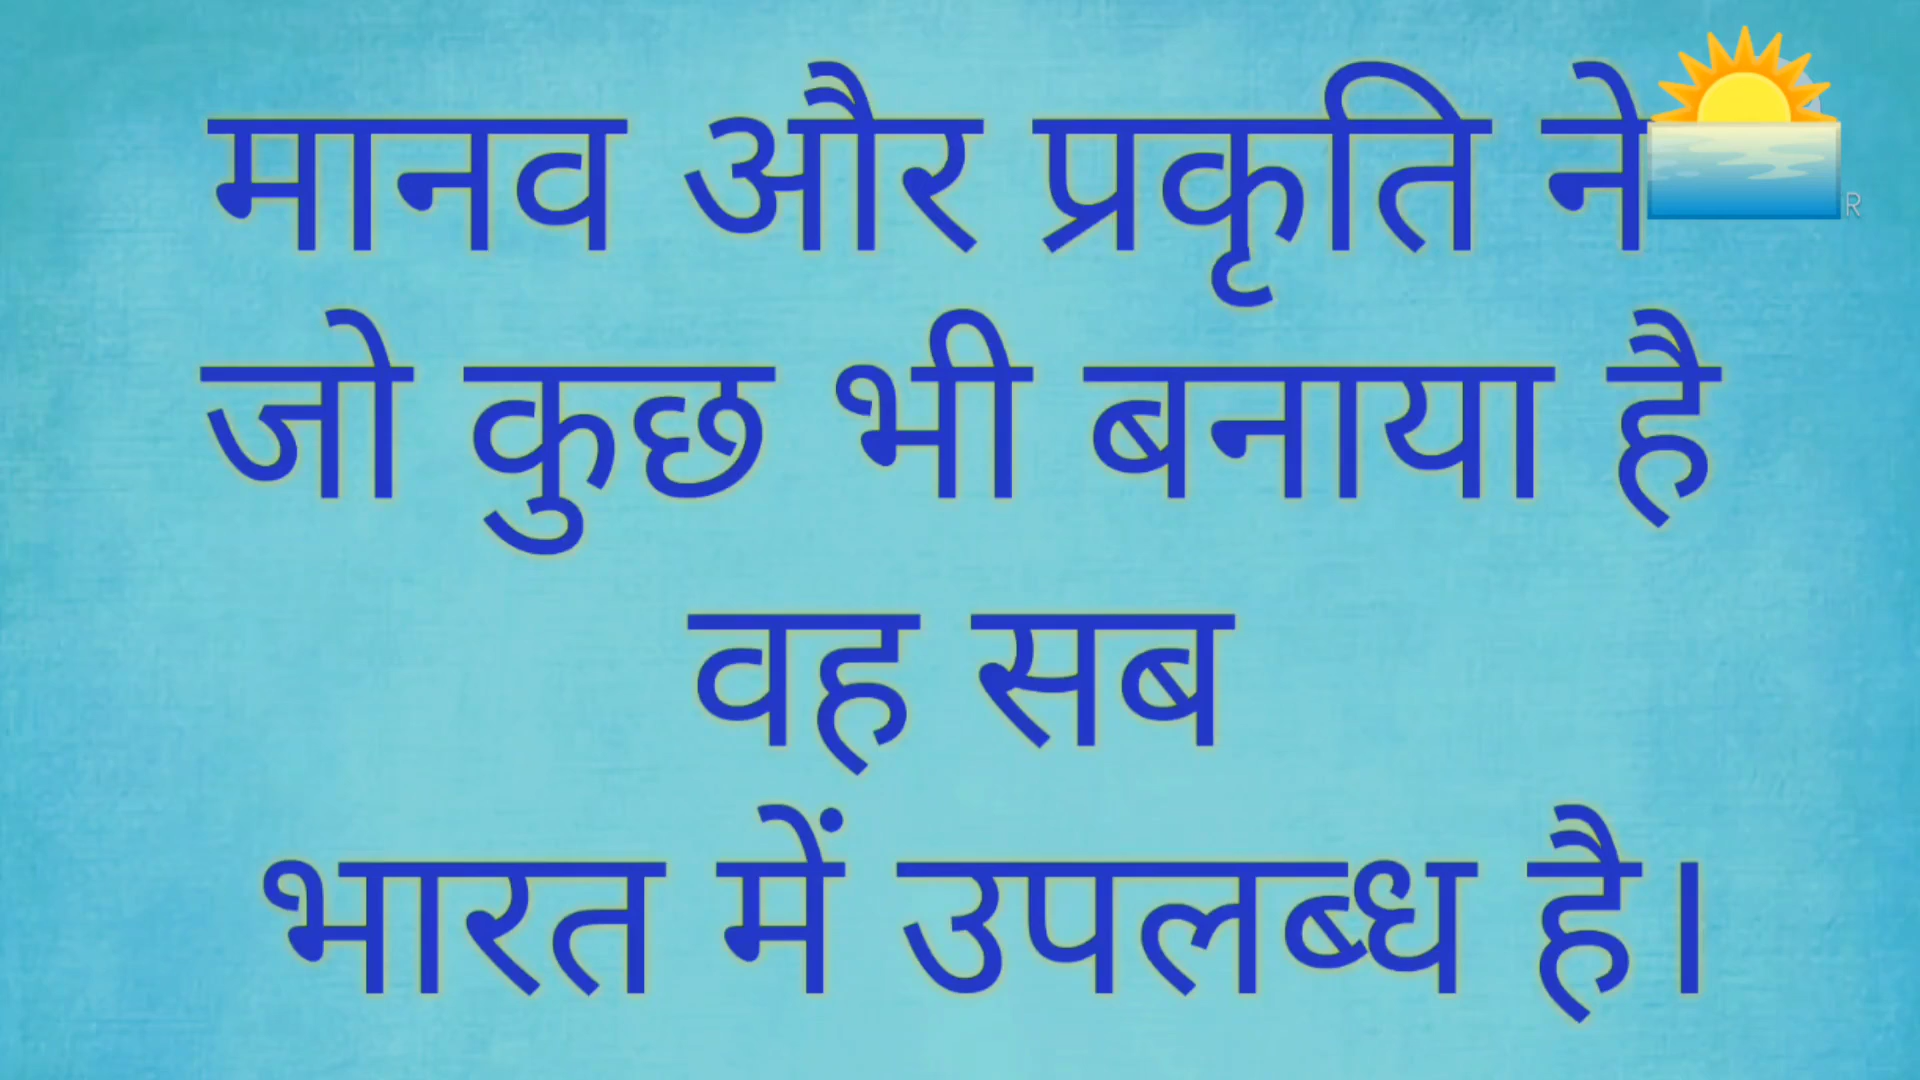 मानव और प्रकृति ने
जो कुछ भी बनाया है
वह सब
भारत में उपलब्ध है।
R